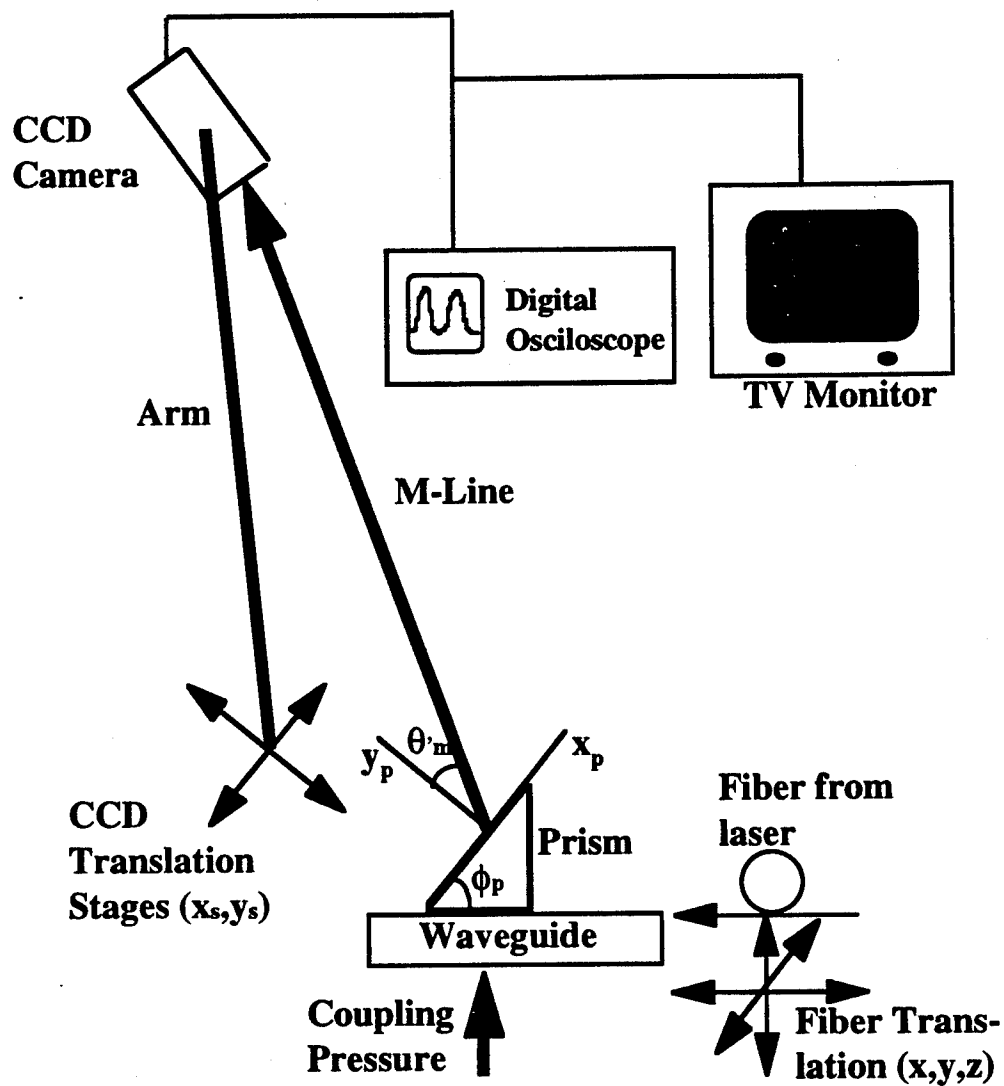 CCD
Camera
Digital
Osciloscope
TV Monitor
Arm
M-Line
θ'm
yp
xp
Fiber from
laser
CCD
Translation
Stages (xs,ys)
Prism
ϕp
Waveguide
Coupling
Pressure
Fiber Trans-
lation (x,y,z)